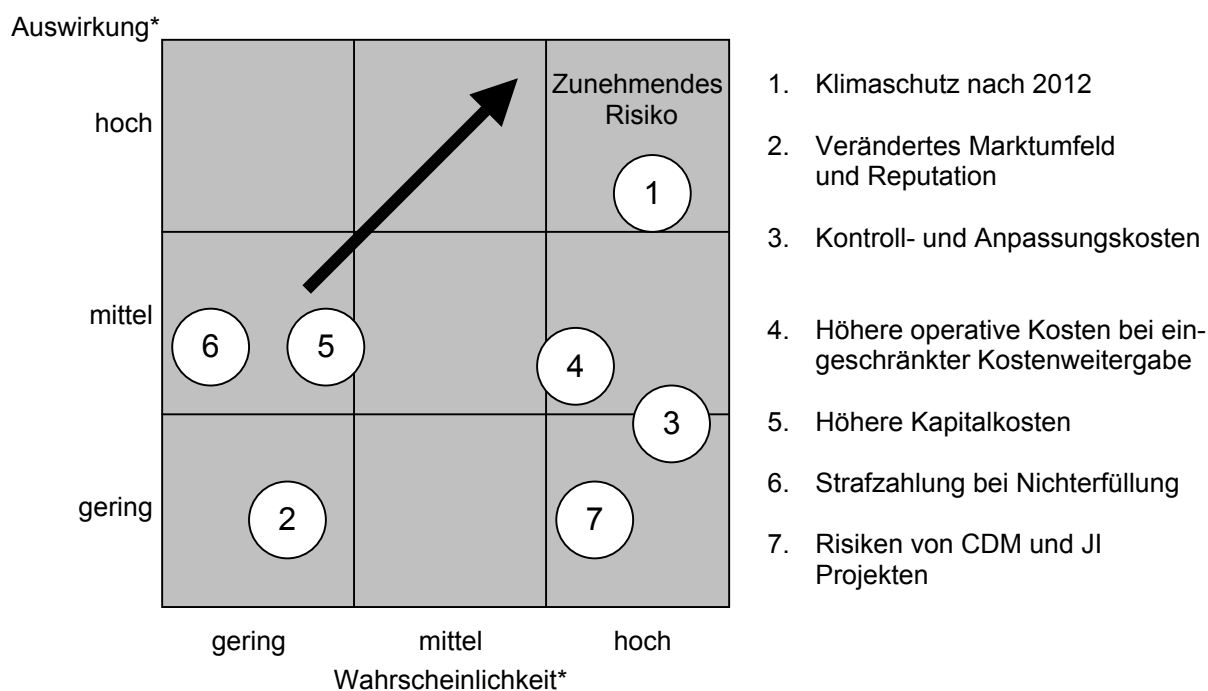 Auswirkung*
hoch
mittel
gering
Zunehmendes
Risiko
1
6
5
4
3
2
7
gering
mittel
hoch
Wahrscheinlichkeit*
1. Klimaschutz nach 2012
2. Verändertes Marktumfeld
und Reputation
3. Kontroll- und Anpassungskosten
4. Höhere operative Kosten bei ein-
geschränkter Kostenweitergabe
5. Höhere Kapitalkosten
6. Strafzahlung bei Nichterfüllung
7. Risiken von CDM und JI
Projekten